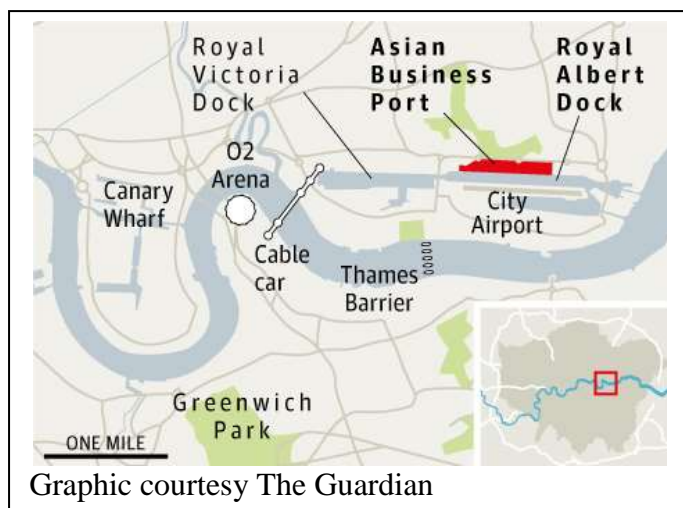 Royal
Victoria
Dock
Asian
Business
Port
Royal
Albert
Dock
O2
Arena
Canary
Wharf
City
Airport
Cable
car
Thames
Barrier
Greenwich
Park
ONE MILE
Graphic courtesy The Guardian